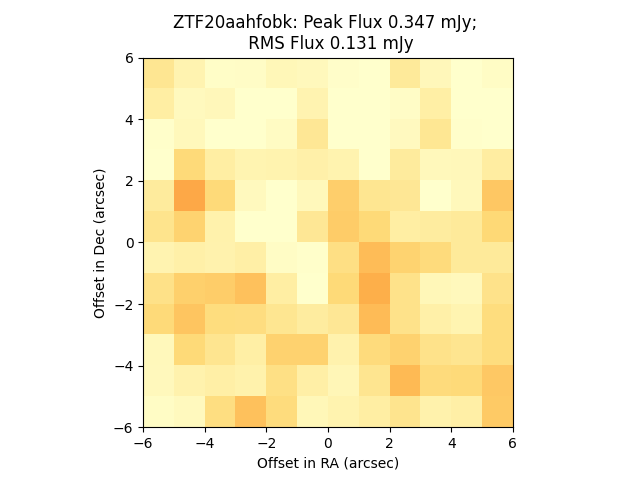 ZTF20aahfobk: Peak Flux 0.347 mJy;
RMS Flux 0.131 mJy
6
4
2
0
−2
−4
−6
Offset in Dec (arcsec)
−6 −4 −2 0 2 4 6
Offset in RA (arcsec)